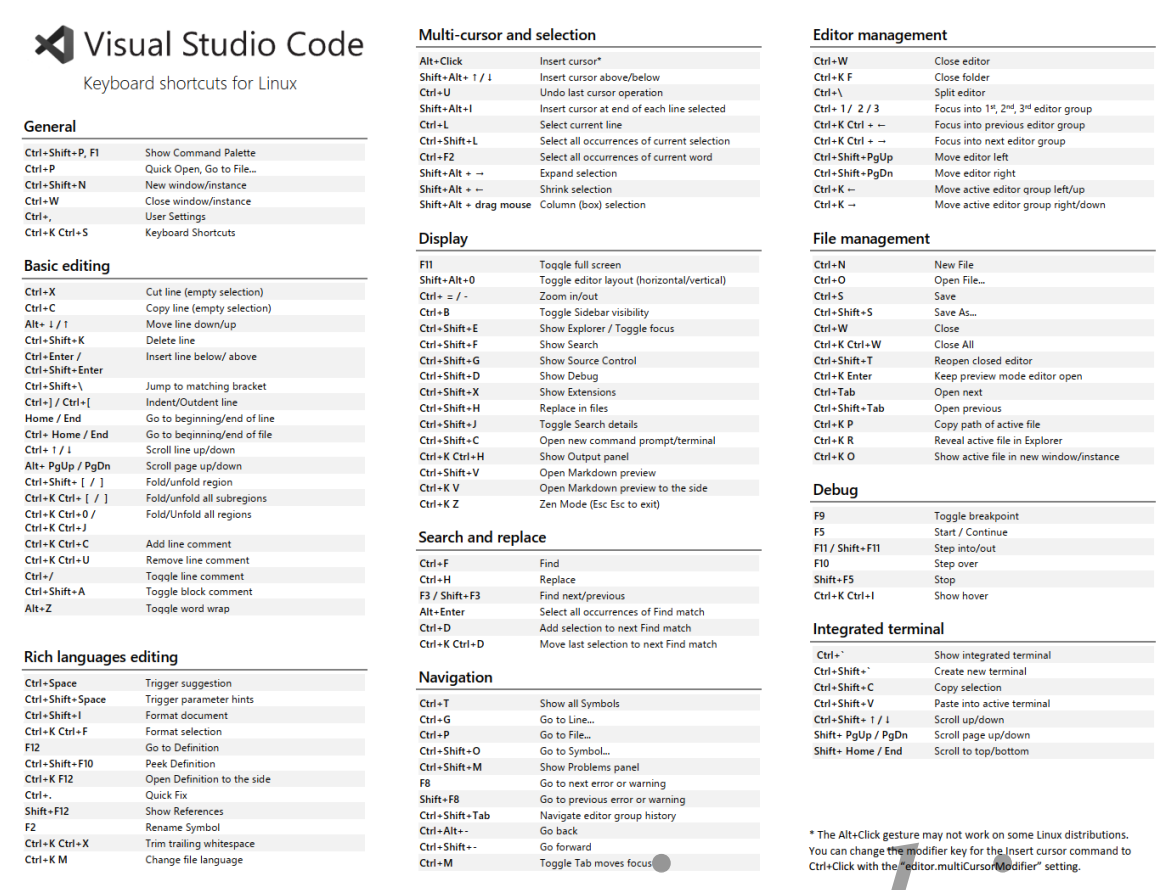 Visual Studio Code
Keyboard shortcuts for Linux
General
Ctrl+Shift+P, F1 Show Command Palette
Ctrl+P Quick Open, Go to File...
Ctrl+Shift+N New window/instance
Ctrl+W Close window/instance
Ctrl+, User Settings
Ctrl+K Ctrl+S Keyboard Shortcuts
Basic editing
Ctrl+X Cut line (empty selection)
Ctrl+C Copy line (empty selection)
Alt+ ↓ / ↑ Move line down/up
Ctrl+Shift+K Delete line
Ctrl+Enter / Insert line below/ above
Ctrl+Shift+Enter
Ctrl+Shift+\ Jump to matching bracket
Ctrl+] / Ctrl+[ Indent/Outdent line
Home / End Go to beginning/end of line
Ctrl+ Home / End Go to beginning/end of file
Ctrl+ ↑ / ↓ Scroll line up/down
Alt+ PgUp / PgDn Scroll page up/down
Ctrl+Shift+ [ / ] Fold/unfold region
Ctrl+K Ctrl+ [ / ] Fold/unfold all subregions
Ctrl+K Ctrl+0 / Fold/Unfold all regions
Ctrl+K Ctrl+J
Ctrl+K Ctrl+C Add line comment
Ctrl+K Ctrl+U Remove line comment
Ctrl+/ Toggle line comment
Ctrl+Shift+A Toggle block comment
Alt+Z Toggle word wrap
Rich languages editing
Ctrl+Space Trigger suggestion
Ctrl+Shift+Space Trigger parameter hints
Ctrl+Shift+I Format document
Ctrl+K Ctrl+F Format selection
F12 Go to Definition
Ctrl+Shift+F10 Peek Definition
Ctrl+K F12 Open Definition to the side
Ctrl+. Quick Fix
Shift+F12 Show References
F2 Rename Symbol
Ctrl+K Ctrl+X Trim trailing whitespace
Ctrl+K M Change file language
Multi-cursor and selection
Alt+Click Insert cursor*
Shift+Alt+ ↑ / ↓ Insert cursor above/below
Ctrl+U Undo last cursor operation
Shift+Alt+I Insert cursor at end of each line selected
Ctrl+L Select current line
Ctrl+Shift+L Select all occurrences of current selection
Ctrl+F2 Select all occurrences of current word
Shift+Alt + → Expand selection
Shift+Alt + ← Shrink selection
Shift+Alt + drag mouse Column (box) selection
Display
F11 Toggle full screen
Shift+Alt+0 Toggle editor layout (horizontal/vertical)
Ctrl+ = / - Zoom in/out
Ctrl+B Toggle Sidebar visibility
Ctrl+Shift+E Show Explorer / Toggle focus
Ctrl+Shift+F Show Search
Ctrl+Shift+G Show Source Control
Ctrl+Shift+D Show Debug
Ctrl+Shift+X Show Extensions
Ctrl+Shift+H Replace in files
Ctrl+Shift+J Toggle Search details
Ctrl+Shift+C Open new command prompt/terminal
Ctrl+K Ctrl+H Show Output panel
Ctrl+Shift+V Open Markdown preview
Ctrl+K V Open Markdown preview to the side
Ctrl+K Z Zen Mode (Esc Esc to exit)
Search and replace
Ctrl+F Find
Ctrl+H Replace
F3 / Shift+F3 Find next/previous
Alt+Enter Select all occurrences of Find match
Ctrl+D Add selection to next Find match
Ctrl+K Ctrl+D Move last selection to next Find match
Navigation
Ctrl+T Show all Symbols
Ctrl+G Go to Line...
Ctrl+P Go to File...
Ctrl+Shift+O Go to Symbol...
Ctrl+Shift+M Show Problems panel
F8 Go to next error or warning
Shift+F8 Go to previous error or warning
Ctrl+Shift+Tab Navigate editor group history
Ctrl+Alt+- Go back
Ctrl+Shift+- Go forward
Ctrl+M Toggle Tab moves focus
Editor management
Ctrl+W Close editor
Ctrl+K F Close folder
Ctrl+\ Split editor
Ctrl+ 1 / 2 / 3 Focus into 1st, 2nd, 3rd editor group
Ctrl+K Ctrl + ← Focus into previous editor group
Ctrl+K Ctrl + → Focus into next editor group
Ctrl+Shift+PgUp Move editor left
Ctrl+Shift+PgDn Move editor right
Ctrl+K ← Move active editor group left/up
Ctrl+K → Move active editor group right/down
File management
Ctrl+N New File
Ctrl+O Open File...
Ctrl+S Save
Ctrl+Shift+S Save As...
Ctrl+W Close
Ctrl+K Ctrl+W Close All
Ctrl+Shift+T Reopen closed editor
Ctrl+K Enter Keep preview mode editor open
Ctrl+Tab Open next
Ctrl+Shift+Tab Open previous
Ctrl+K P Copy path of active file
Ctrl+K R Reveal active file in Explorer
Ctrl+K O Show active file in new window/instance
Debug
F9 Toggle breakpoint
F5 Start / Continue
F11 / Shift+F11 Step into/out
F10 Step over
Shift+F5 Stop
Ctrl+K Ctrl+I Show hover
Integrated terminal
Ctrl+` Show integrated terminal
Ctrl+Shift+` Create new terminal
Ctrl+Shift+C Copy selection
Ctrl+Shift+V Paste into active terminal
Ctrl+Shift+ ↑ / ↓ Scroll up/down
Shift+ PgUp / PgDn Scroll page up/down
Shift+ Home / End Scroll to top/bottom
* The Alt+Click gesture may not work on some Linux distributions.
You can change the modifier key for the Insert cursor command to
Ctrl+Click with the “editor.multiCursorModifier” setting.